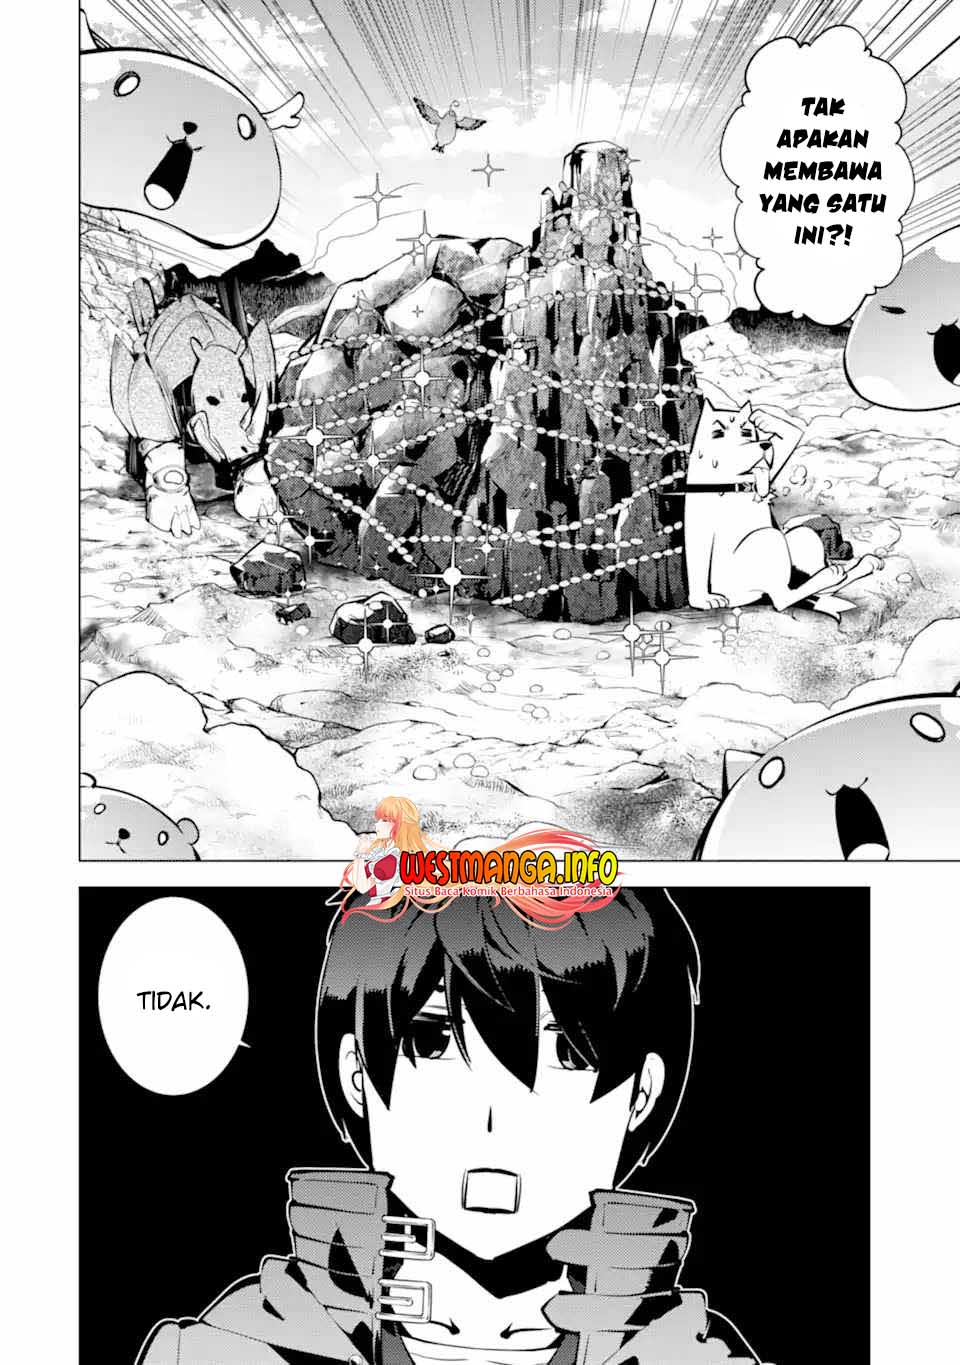 TAK
APAKAN
MEMBAWA
YANG SATU
INI?!
WESTMANGA.INFO
SITUS BACA KOMIK BERBAHASA INDONESIA
TIDAK.